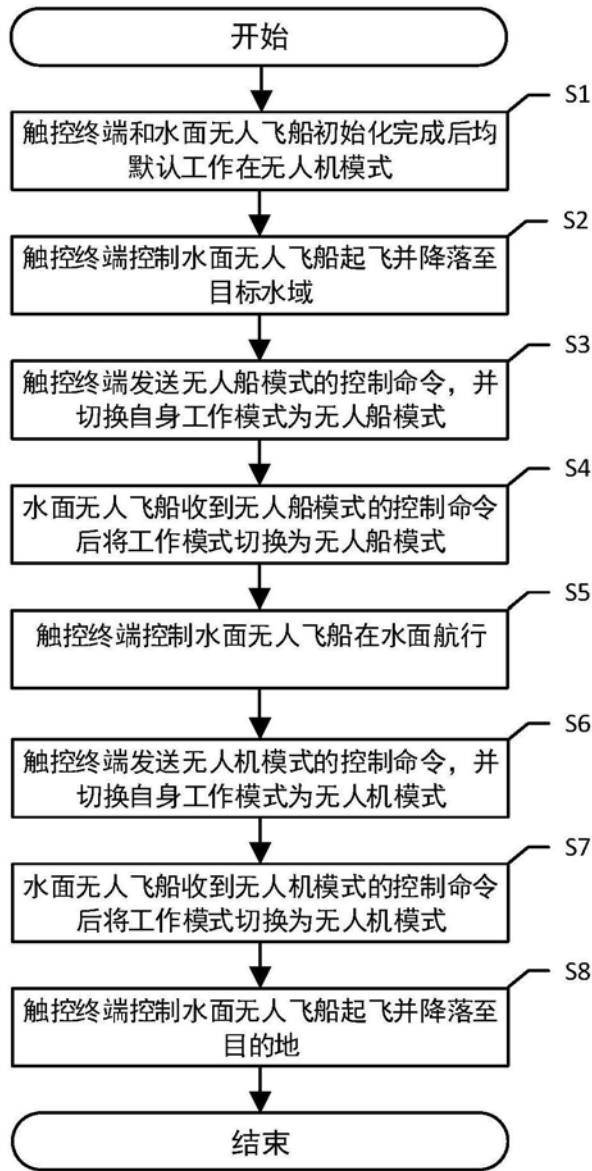 开始
S1
触控终端和水面无人飞船初始化完成后均
默认工作在无人机模式
S2
触控终端控制水面无人飞船起飞并降落至
目标水域
S3
触控终端发送无人船模式的控制命令，并
切换自身工作模式为无人船模式
S4
水面无人飞船收到无人船模式的控制命令
后将工作模式切换为无人船模式
S5
触控终端控制水面无人飞船在水面航行
S6
触控终端发送无人机模式的控制命令，并
切换自身工作模式为无人机模式
S7
水面无人飞船收到无人机模式的控制命令
后将工作模式切换为无人机模式
S8
触控终端控制水面无人飞船起飞并降落至
目的地
结束